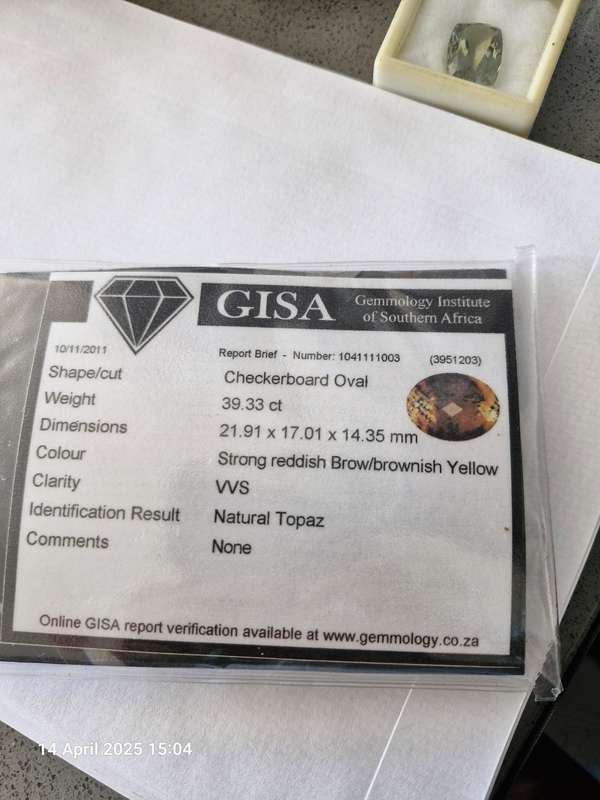 GISA
Gemmology Institute
of Southern Africa
10/11/2011
Report Brief - Number: 1041111003 (3951203)
Shape/cut Checkerboard Oval
Weight 39.33 ct
Dimensions 21.91 x 17.01 x 14.35 mm
Colour Strong reddish Brow/brownish Yellow
Clarity VVS
Identification Result Natural Topaz
Comments None
Online GISA report verification available at www.gemmology.co.za
14 April 2025 15:04